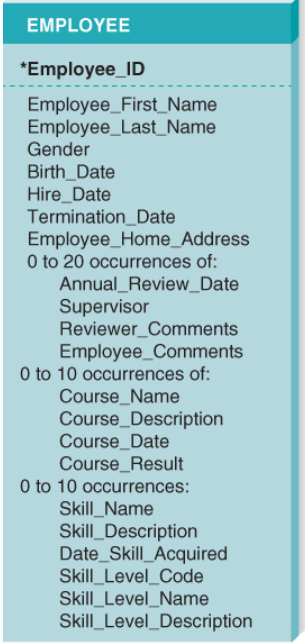 EMPLOYEE
*Employee_ID
Employee_First_Name
Employee_Last_Name
Gender
Birth_Date
Hire_Date
Termination_Date
Employee_Home_Address
0 to 20 occurrences of:
Annual_Review_Date
Supervisor
Reviewer_Comments
Employee_Comments
0 to 10 occurrences of:
Course_Name
Course_Description
Course_Date
Course_Result
0 to 10 occurrences:
Skill_Name
Skill_Description
Date_Skill_Acquired
Skill_Level_Code
Skill_Level_Name
Skill_Level_Description